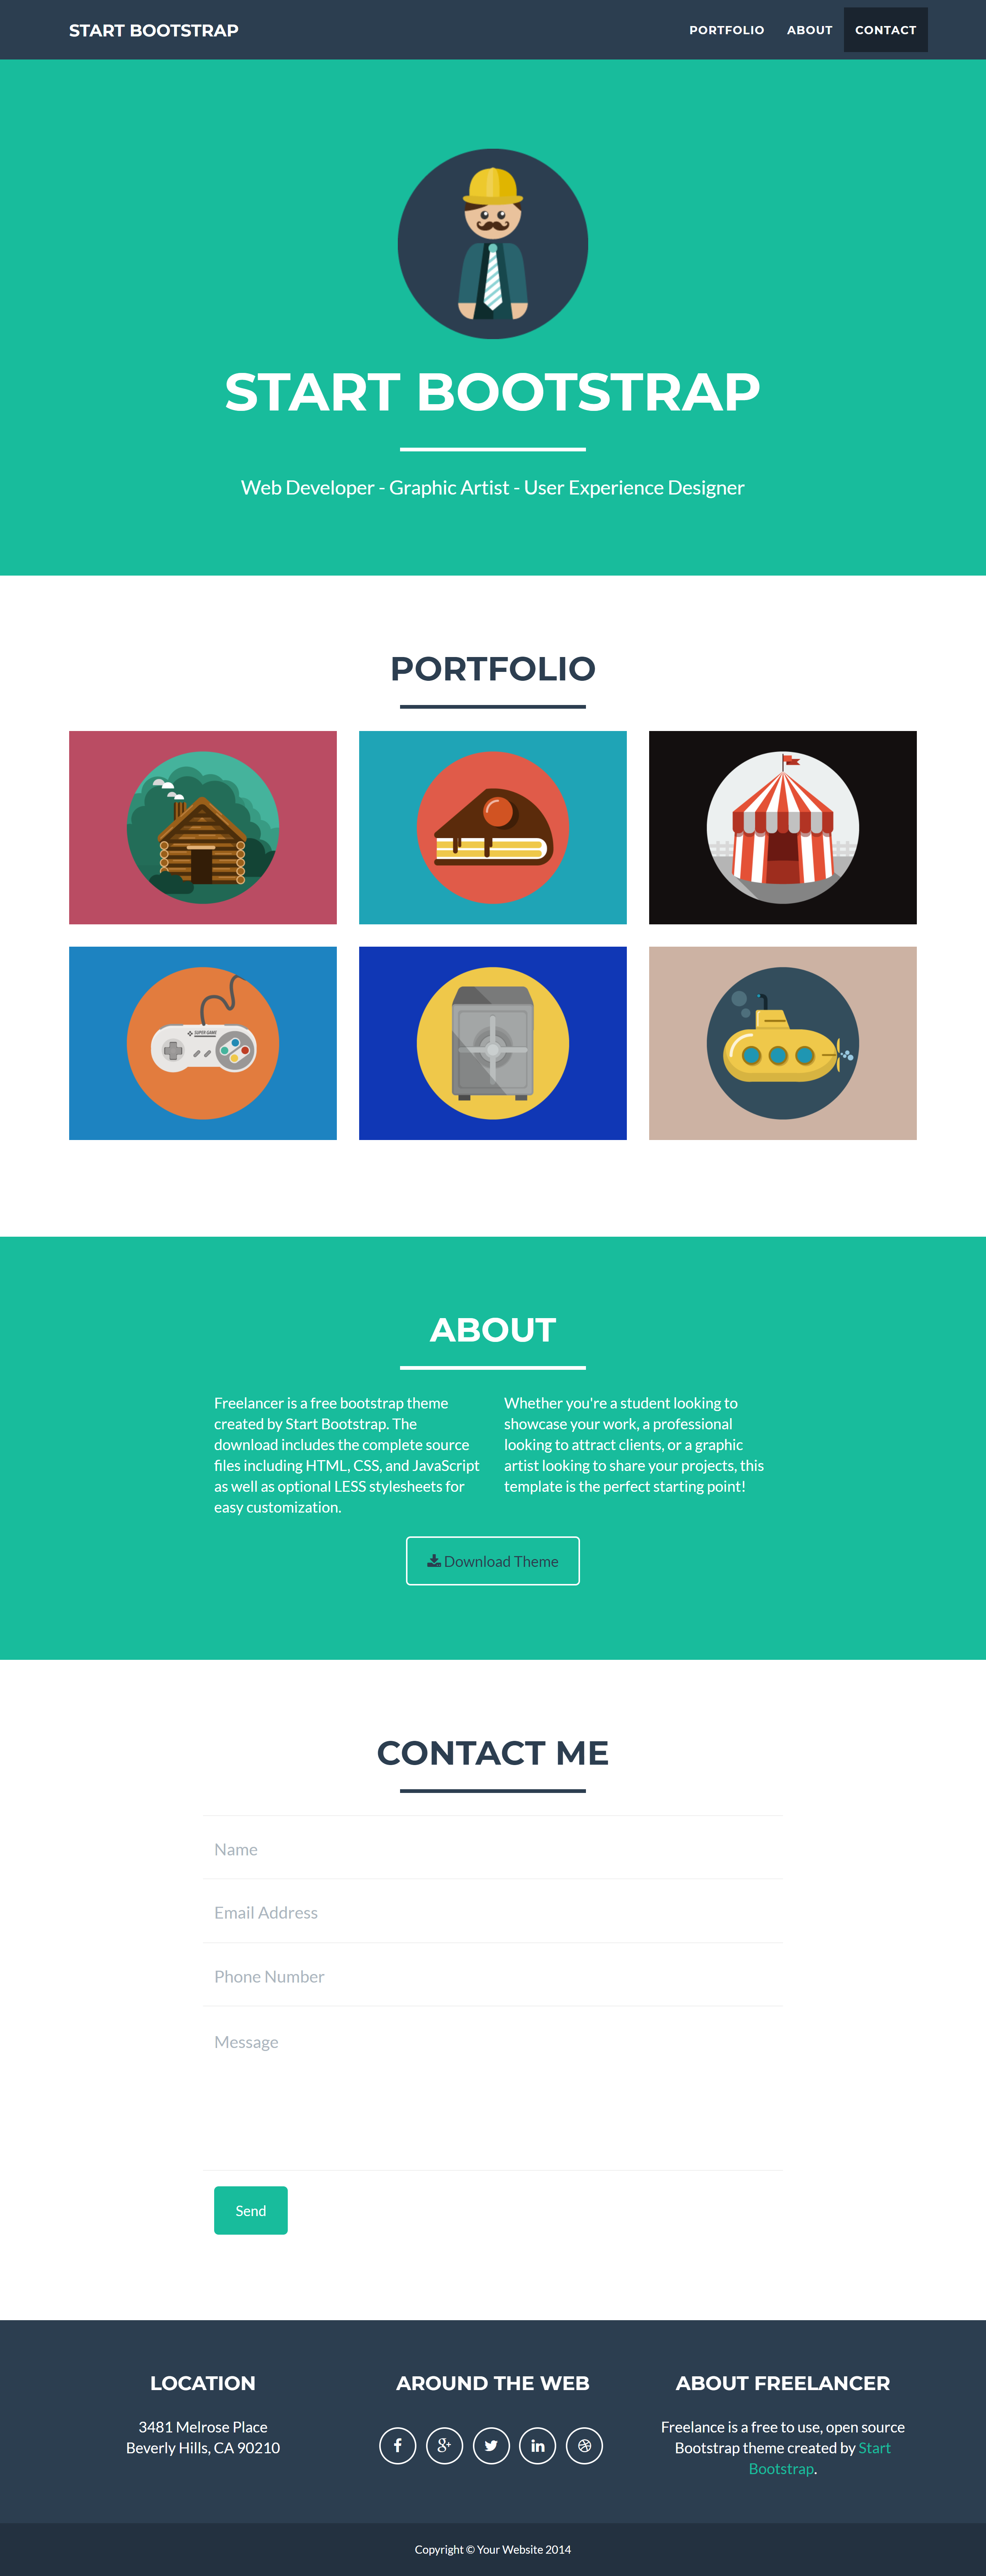 START BOOTSTRAP
PORTFOLIO
ABOUT
CONTACT
START BOOTSTRAP
Web Developer - Graphic Artist - User Experience Designer
PORTFOLIO
SUPER GAME
ABOUT
Freelancer is a free bootstrap theme
created by Start Bootstrap. The
download includes the complete source
files including HTML, CSS, and JavaScript
as well as optional LESS stylesheets for
easy customization.
Whether you're a student looking to
showcase your work, a professional
looking to attract clients, or a graphic
artist looking to share your projects, this
template is the perfect starting point!
Download Theme
CONTACT ME
Name
Email Address
Phone Number
Message
Send
LOCATION
3481 Melrose Place
Beverly Hills, CA 90210
AROUND THE WEB
ABOUT FREELANCER
Freelance is a free to use, open source
Bootstrap theme created by Start
Bootstrap.
Copyright © Your Website 2014